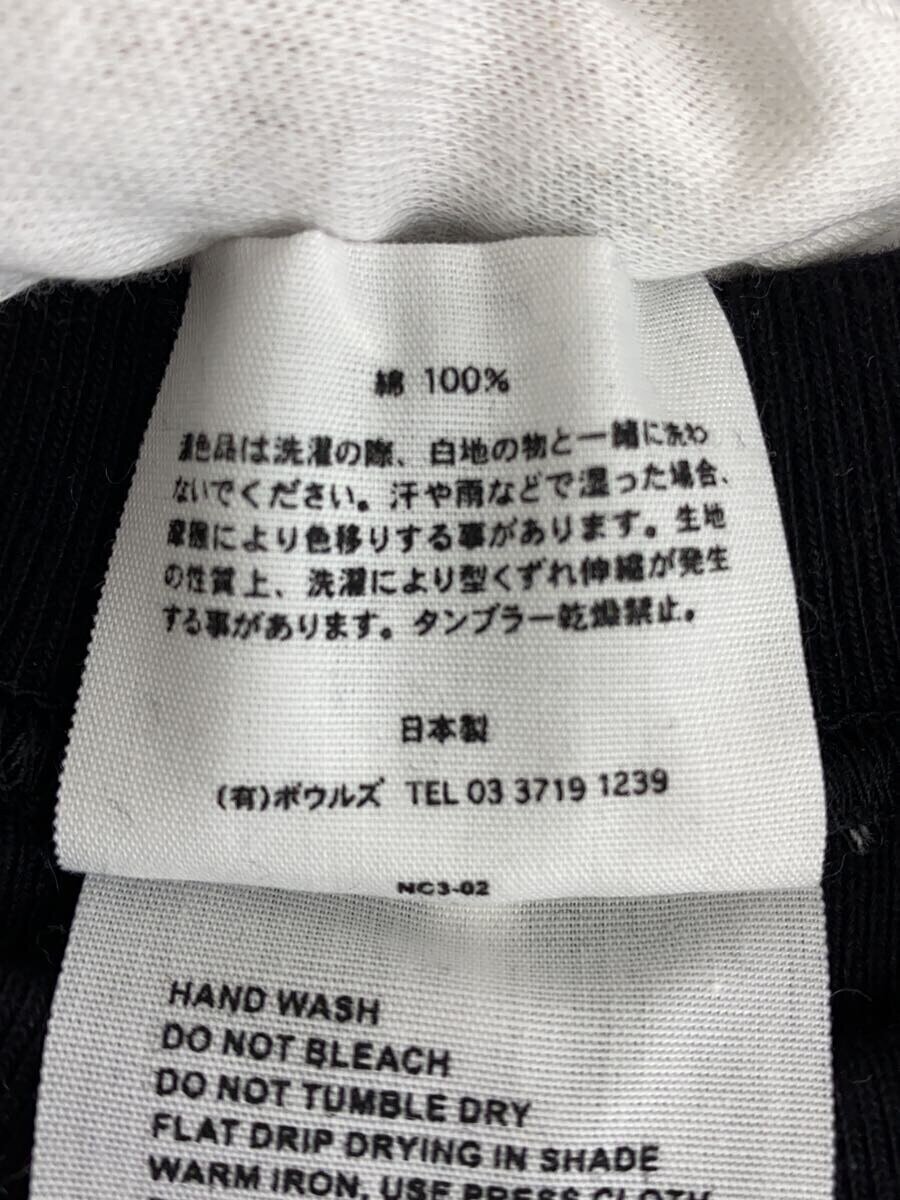 綿 100%
濃色品は洗濯の際、白地の物と一緒に洗わ
ないでください。汗や雨などで湿った場合、
摩擦により色移りする事があります。生地
の性質上、洗濯により型くずれ伸縮が発生
する事があります。タンブラー乾燥禁止。
日本製
(有)ボウルズ TEL 03 3719 1239
NC3-02
HAND WASH
DO NOT BLEACH
DO NOT TUMBLE DRY
FLAT DRIP DRYING IN SHADE
WARM IRON, USE PRESS CLOTH